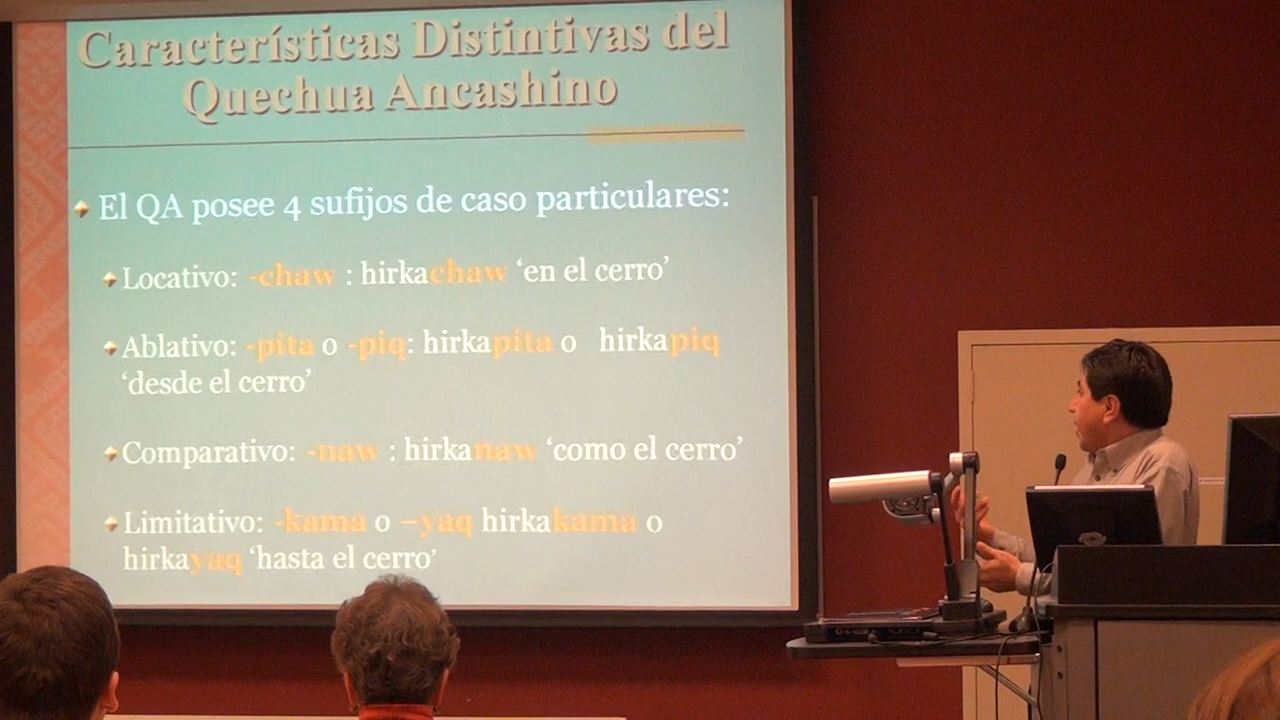 Características Distintivas del
Quechua Ancashino
El QA posee 4 sufijos de caso particulares:
Locativo: -chaw : hirkachaw ‘en el cerro’
Ablativo: -pita o -piq: hirkapita o hirkapiq
‘desde el cerro’
Comparativo: -naw : hirkanaw ‘como el cerro’
Limitativo: -kama o –yaq hirkakama o
hirkayaq ‘hasta el cerro’